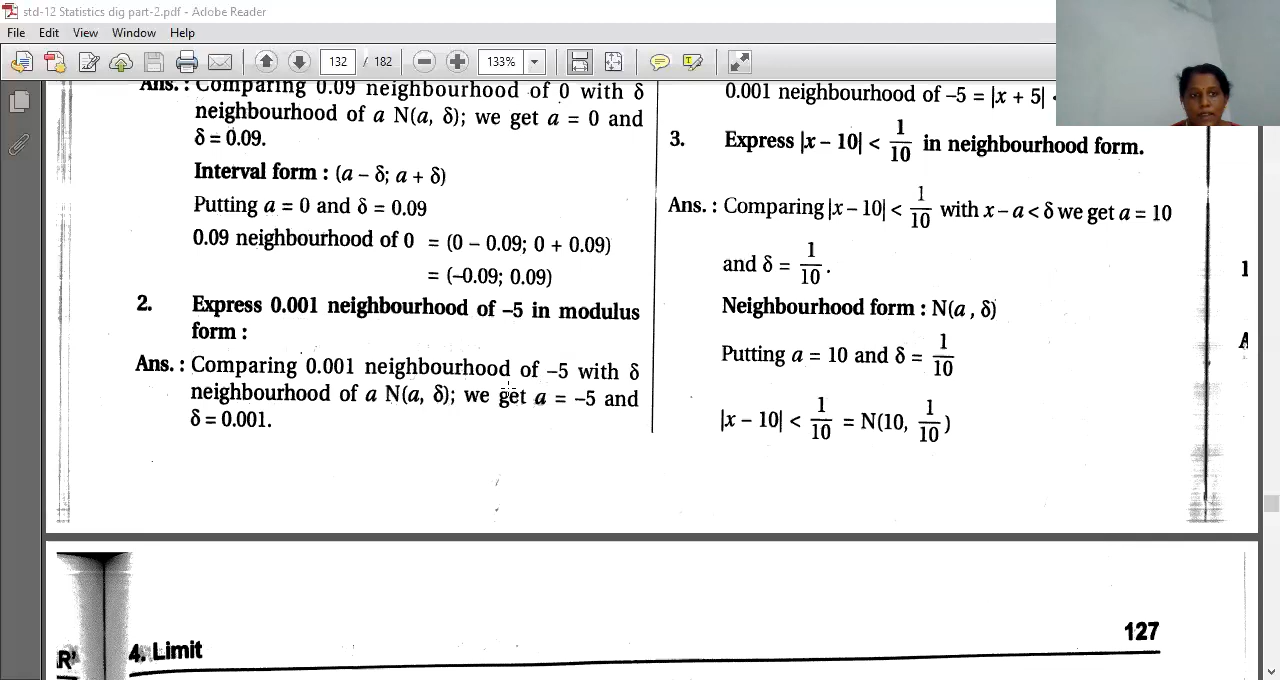 std-12 Statistics dig part-2.pdf - Adobe Reader
File Edit View Window Help
132 / 182 133%
Ans. : Comparing 0.09 neighbourhood of 0 with δ
neighbourhood of a N(a, δ); we get a = 0 and
δ = 0.09.
Interval form : (a – δ; a + δ)
Putting a = 0 and δ = 0.09
0.09 neighbourhood of 0 = (0 – 0.09; 0 + 0.09)
= (–0.09; 0.09)
2. Express 0.001 neighbourhood of –5 in modulus
form :
Ans. : Comparing 0.001 neighbourhood of –5 with δ
neighbourhood of a N(a, δ); we get a = –5 and
δ = 0.001.
0.001 neighbourhood of –5 = |x + 5|
3. Express |x – 10| < 1/10 in neighbourhood form.
Ans. : Comparing |x – 10| < 1/10 with x – a < δ we get a = 10
and δ = 1/10.
Neighbourhood form : N(a , δ)
Putting a = 10 and δ = 1/10
|x – 10| < 1/10 = N(10, 1/10)
1
A
127
4. Limit